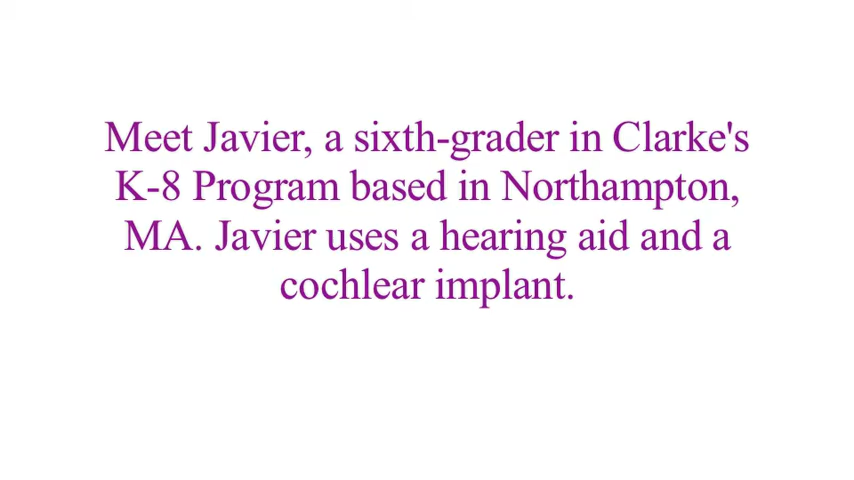 Meet Javier, a sixth-grader in Clarke's
K-8 Program based in Northampton,
MA. Javier uses a hearing aid and a
cochlear implant.